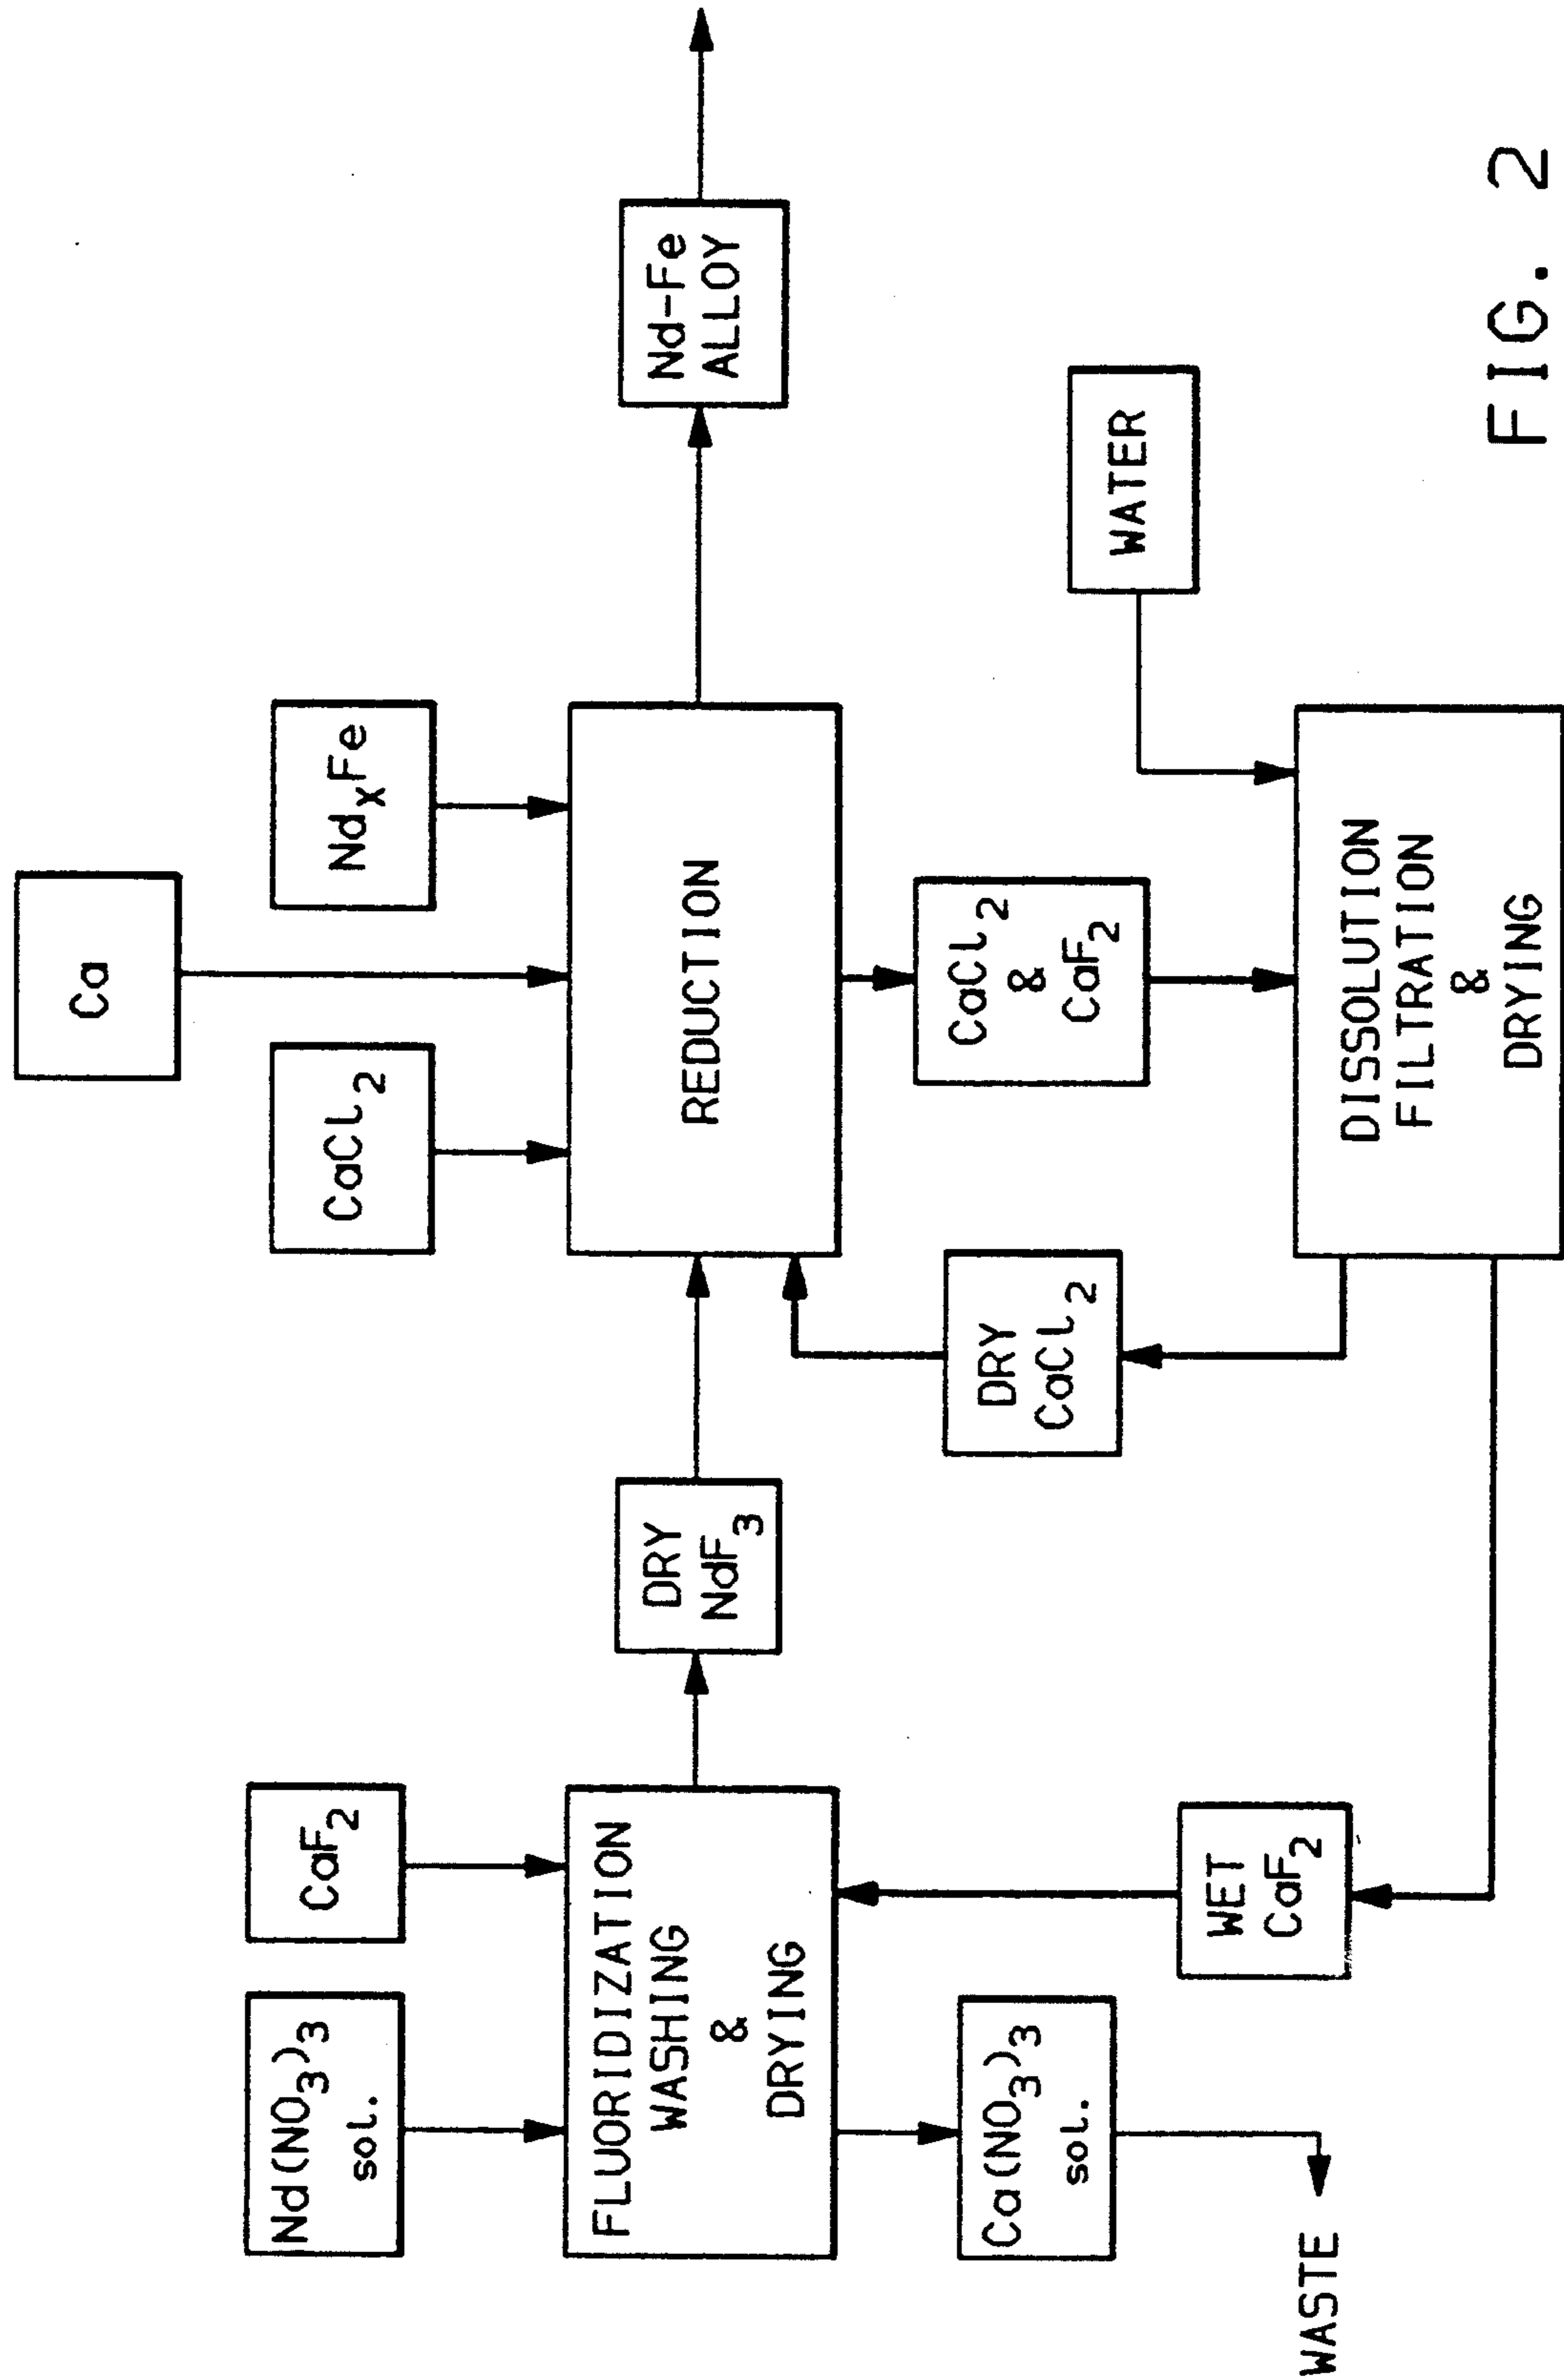 Ca
CaCl2
NdxFe
Nd(NO3)3
sol.
CaF2
FLUORIDIZATION
WASHING
&
DRYING
DRY
NdF3
REDUCTION
Nd-Fe
ALLOY
Ca(NO3)3
sol.
WASTE
WET
CaF2
DRY
CaCl2
CaCl2
&
CaF2
WATER
DISSOLUTION
FILTRATION
&
DRYING
FIG. 2